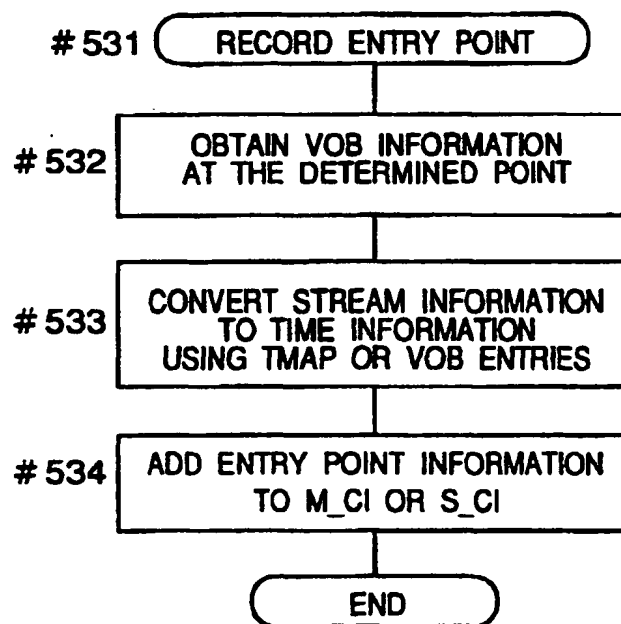 #531 RECORD ENTRY POINT
#532 OBTAIN VOB INFORMATION
AT THE DETERMINED POINT
#533 CONVERT STREAM INFORMATION
TO TIME INFORMATION
USING TMAP OR VOB ENTRIES
#534 ADD ENTRY POINT INFORMATION
TO M_CI OR S_CI
END